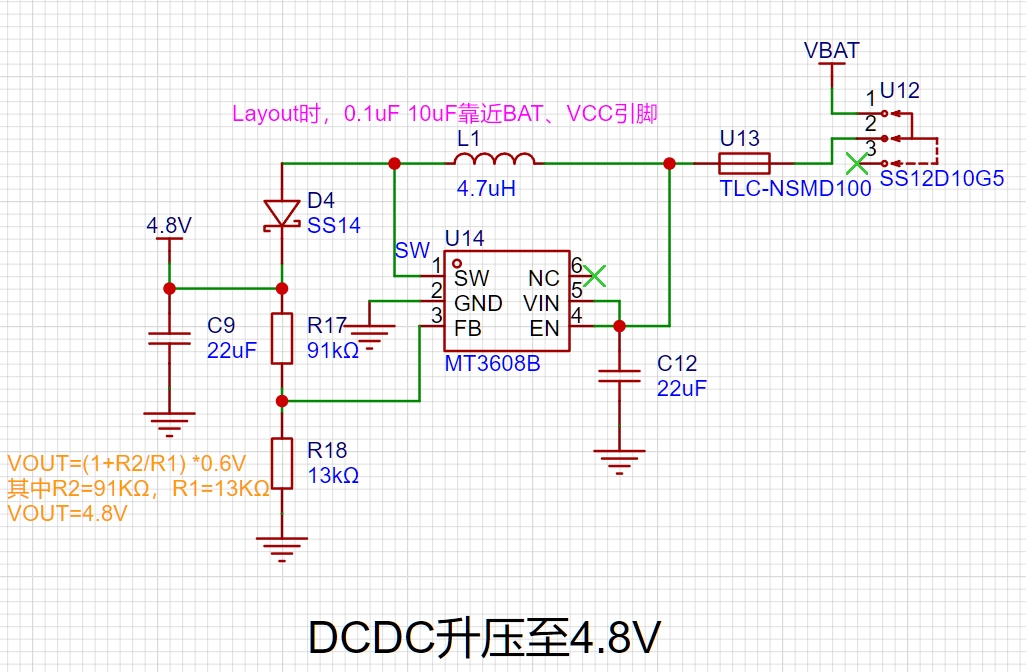 VBAT
U12
1
2
3
SS12D10G5
Layout时，0.1uF 10uF靠近BAT、VCC引脚
L1
4.7uH
U13
TLC-NSMD100
D4
SS14
4.8V
SW
U14
1
2
3
SW
GND
FB
NC
VIN
EN
6
5
4
MT3608B
C9
22uF
R17
91kΩ
C12
22uF
R18
13kΩ
VOUT=(1+R2/R1) *0.6V
其中R2=91KΩ，R1=13KΩ
VOUT=4.8V
DCDC升压至4.8V